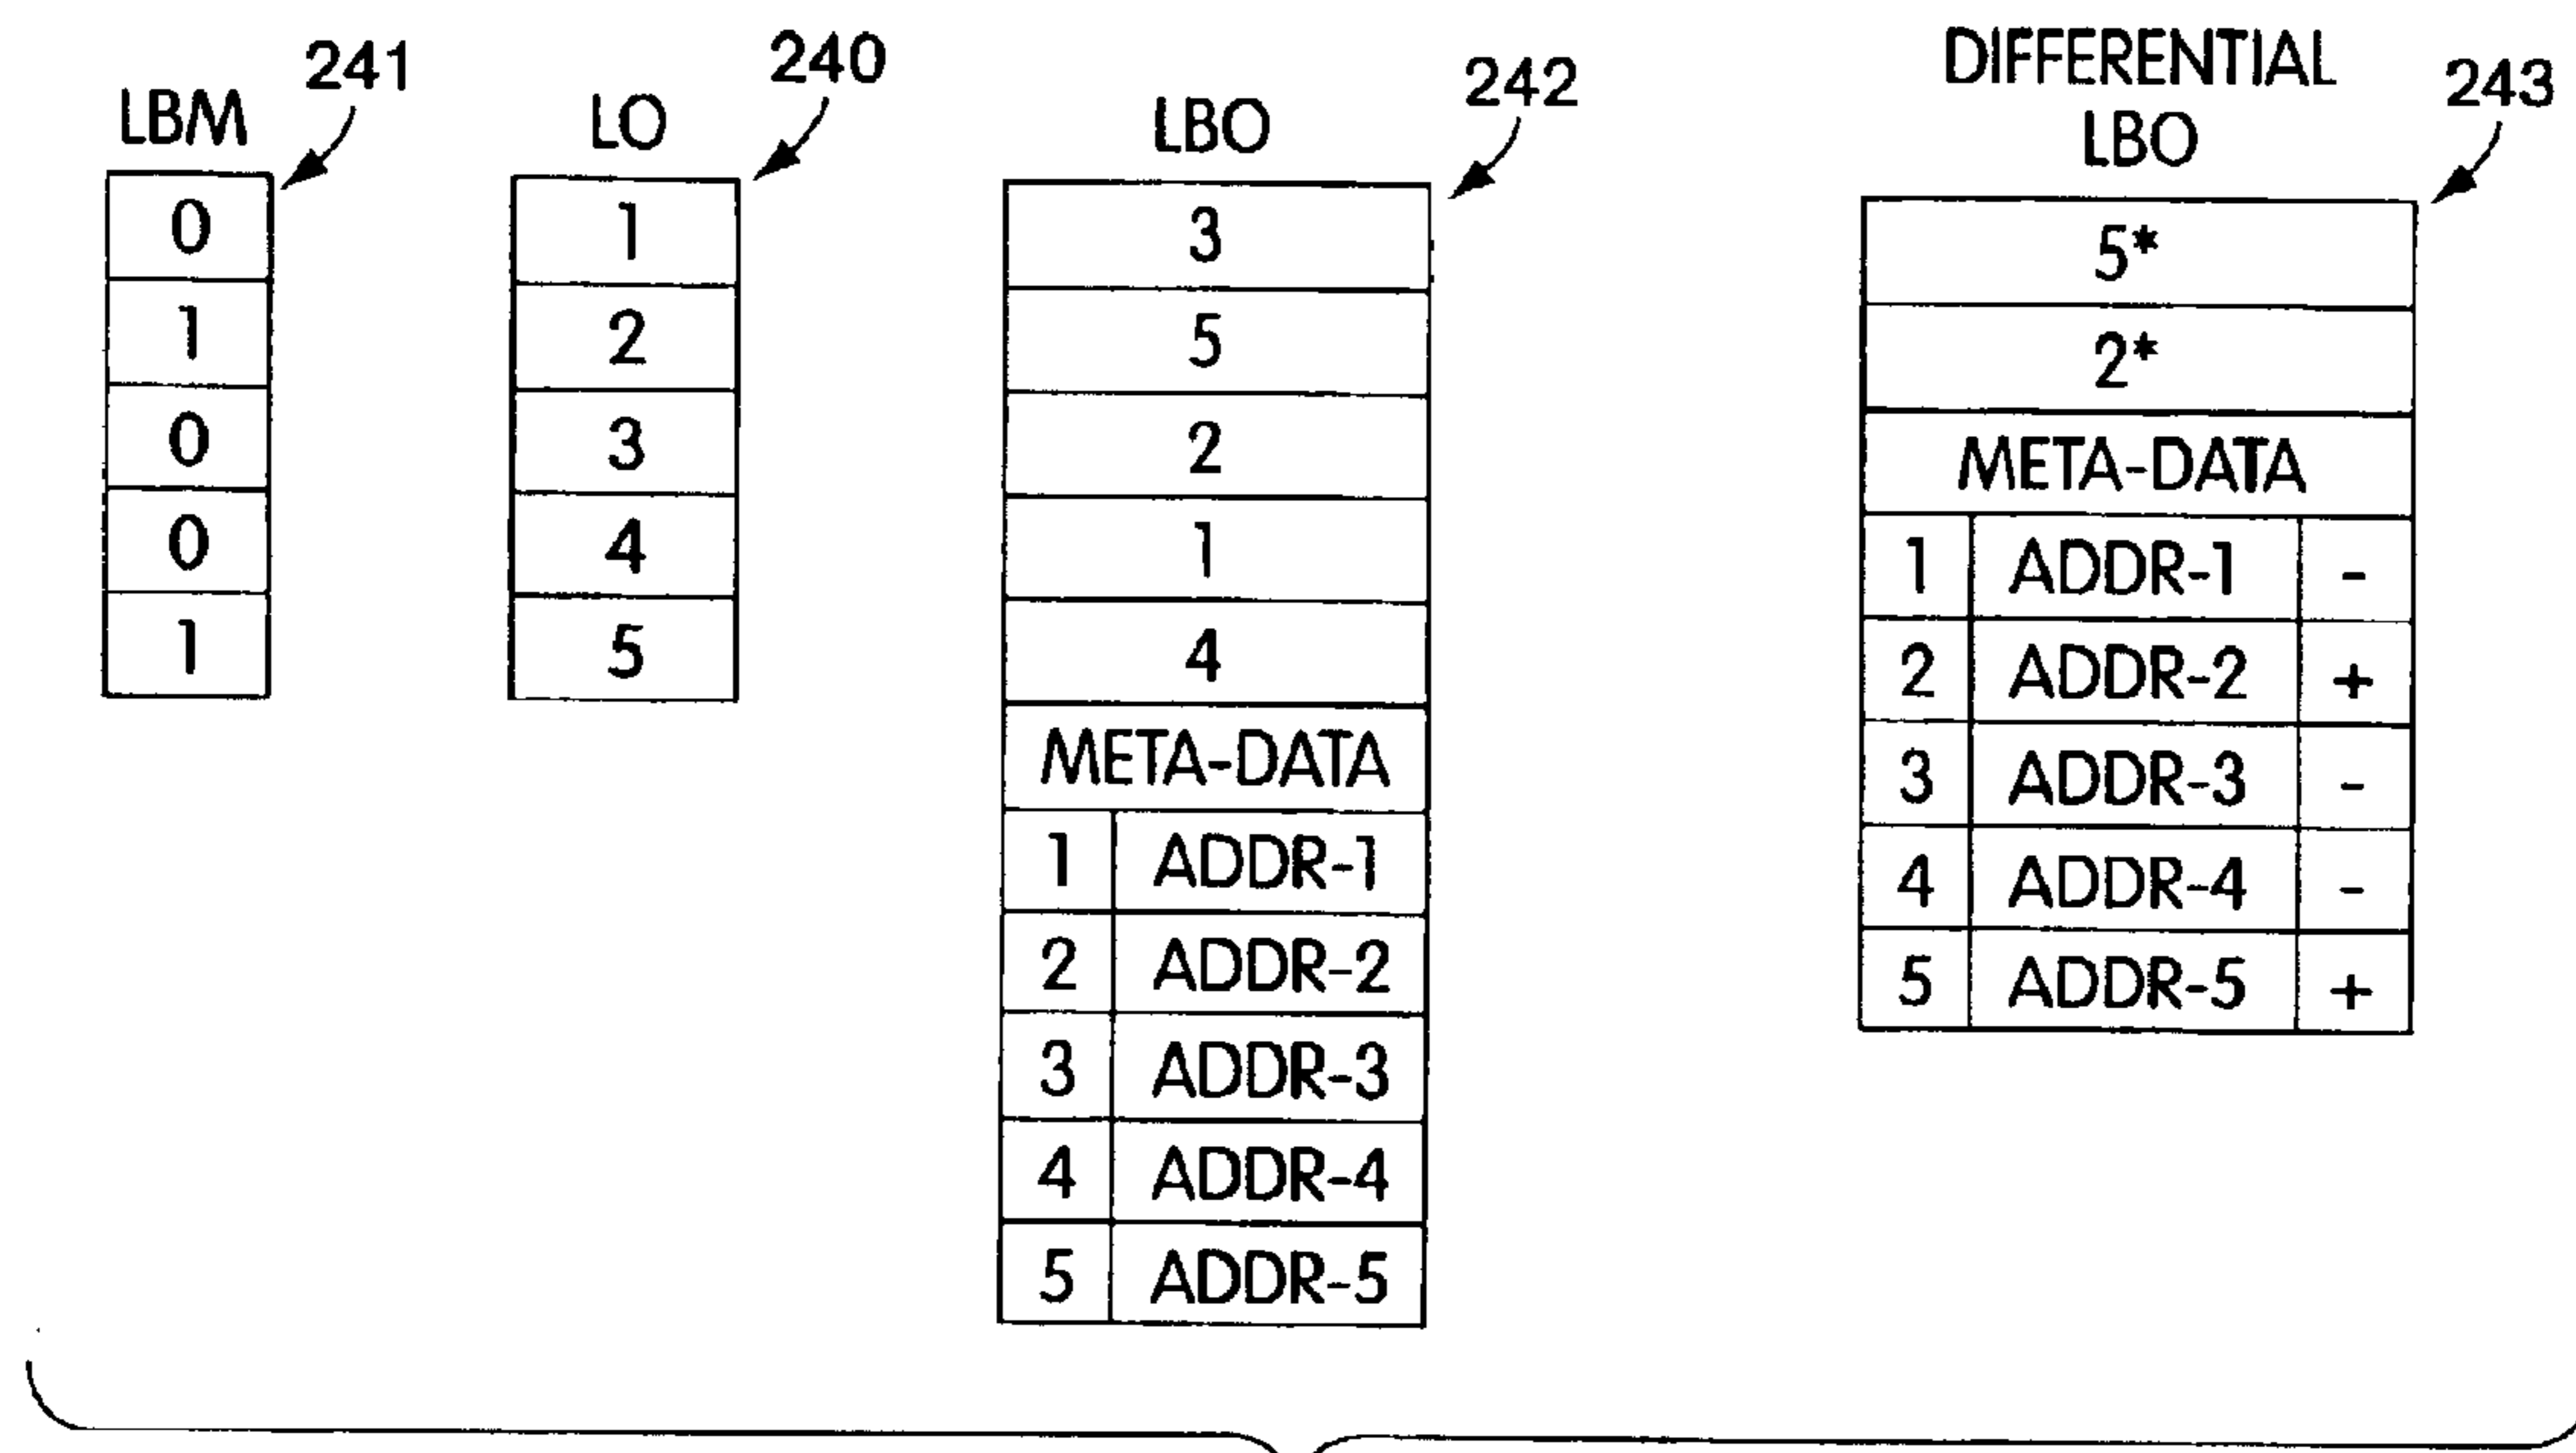 LBM
241
0
1
0
0
1
LO
240
1
2
3
4
5
LBO
242
3
5
2
1
4
META-DATA
1 ADDR-1
2 ADDR-2
3 ADDR-3
4 ADDR-4
5 ADDR-5
DIFFERENTIAL
LBO
243
5*
2*
META-DATA
1 ADDR-1 -
2 ADDR-2 +
3 ADDR-3 -
4 ADDR-4 -
5 ADDR-5 +